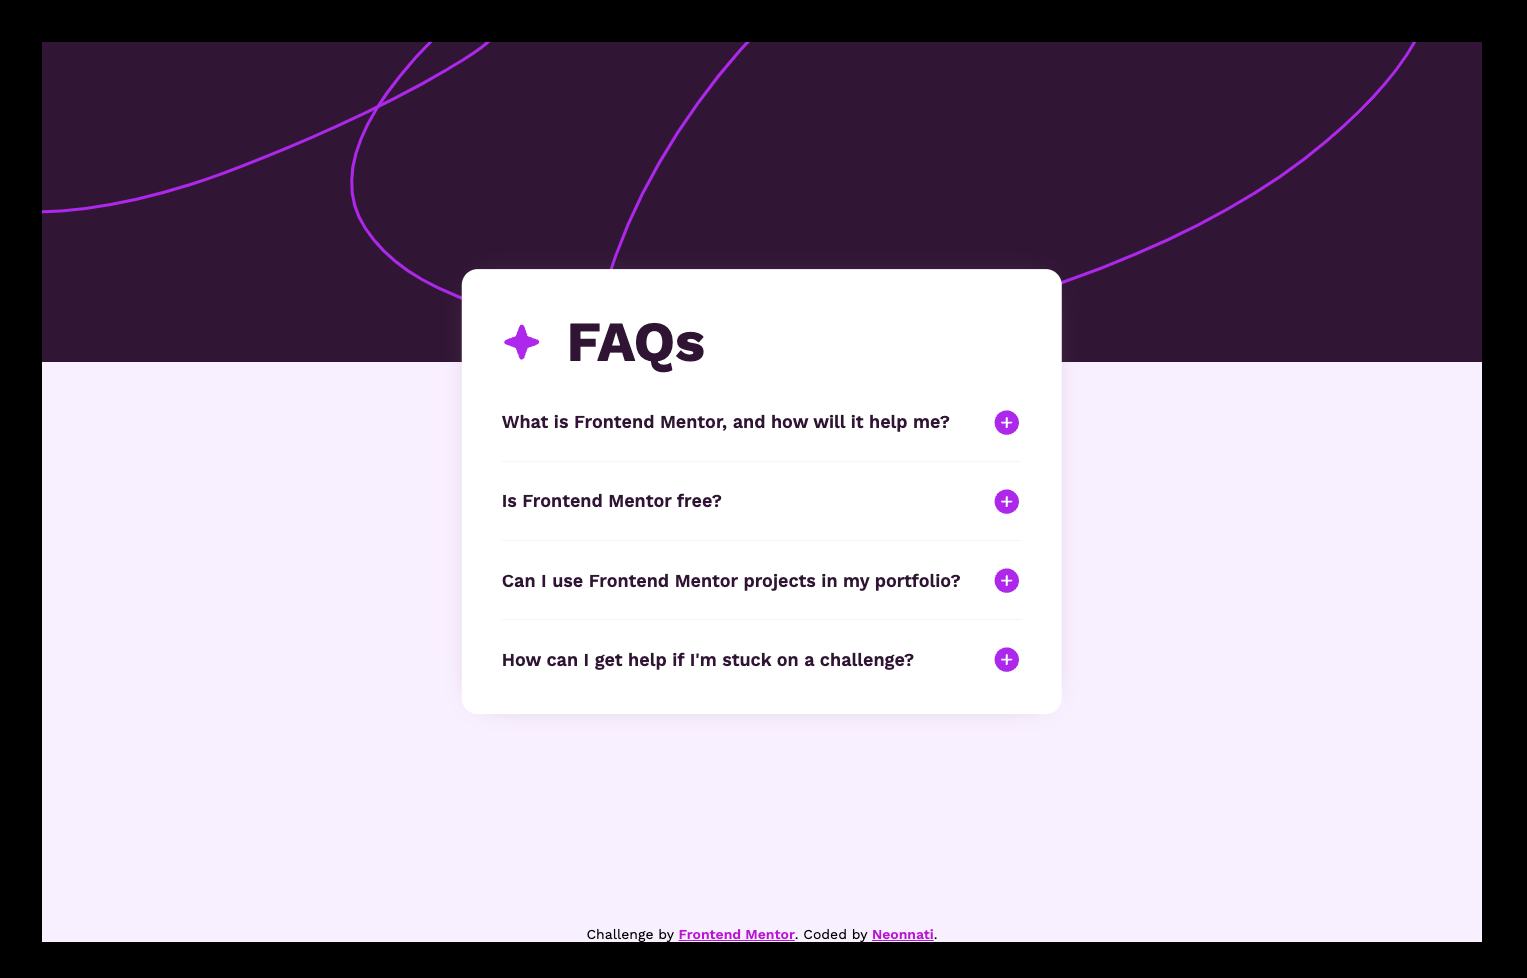 FAQs
What is Frontend Mentor, and how will it help me?
Is Frontend Mentor free?
Can I use Frontend Mentor projects in my portfolio?
How can I get help if I'm stuck on a challenge?
Challenge by Frontend Mentor. Coded by Neonnati.